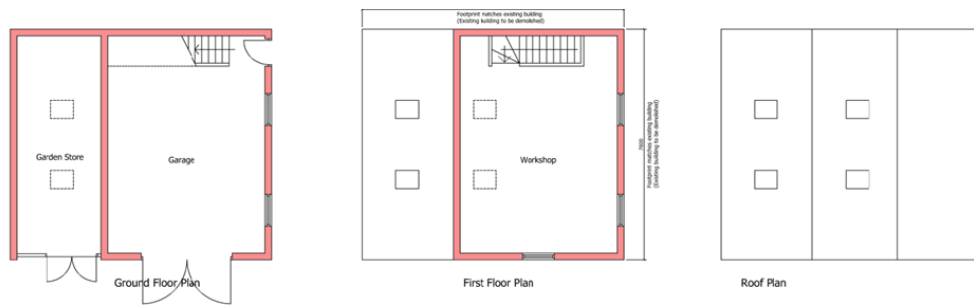 Footprint matches existing building
(Existing building to be demolished)
Garden Store
Garage
Workshop
7600
Footprint matches existing building
(Existing building to be demolished)
Ground Floor Plan
First Floor Plan
Roof Plan